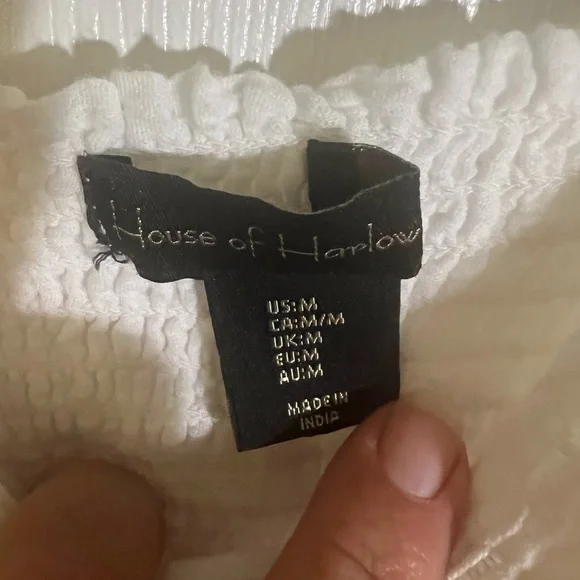 House of Harlow
US:M
CA:M/M
UK:M
EU:M
AU:M
MADE IN
INDIA